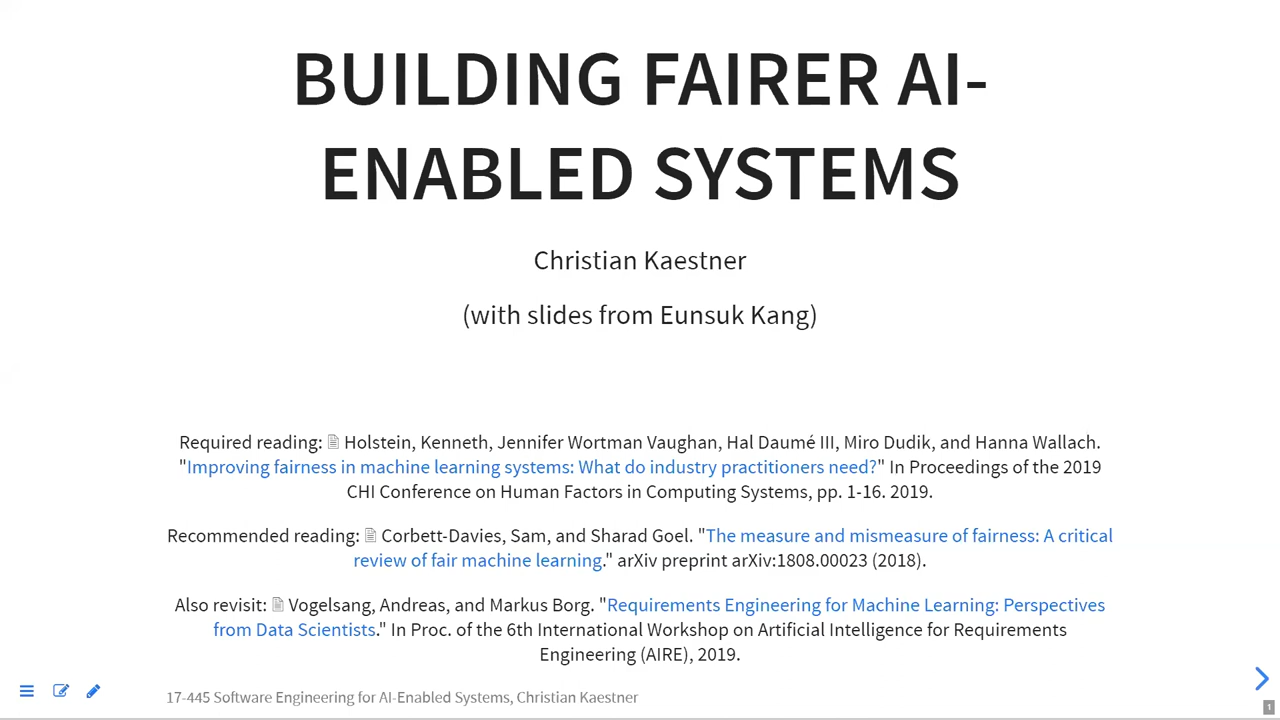 BUILDING FAIRER AI-
ENABLED SYSTEMS
Christian Kaestner
(with slides from Eunsuk Kang)
Required reading: Holstein, Kenneth, Jennifer Wortman Vaughan, Hal Daumé III, Miro Dudik, and Hanna Wallach.
"Improving fairness in machine learning systems: What do industry practitioners need?" In Proceedings of the 2019
CHI Conference on Human Factors in Computing Systems, pp. 1-16. 2019.
Recommended reading: Corbett-Davies, Sam, and Sharad Goel. "The measure and mismeasure of fairness: A critical
review of fair machine learning." arXiv preprint arXiv:1808.00023 (2018).
Also revisit: Vogelsang, Andreas, and Markus Borg. "Requirements Engineering for Machine Learning: Perspectives
from Data Scientists." In Proc. of the 6th International Workshop on Artificial Intelligence for Requirements
Engineering (AIRE), 2019.
17-445 Software Engineering for AI-Enabled Systems, Christian Kaestner
1